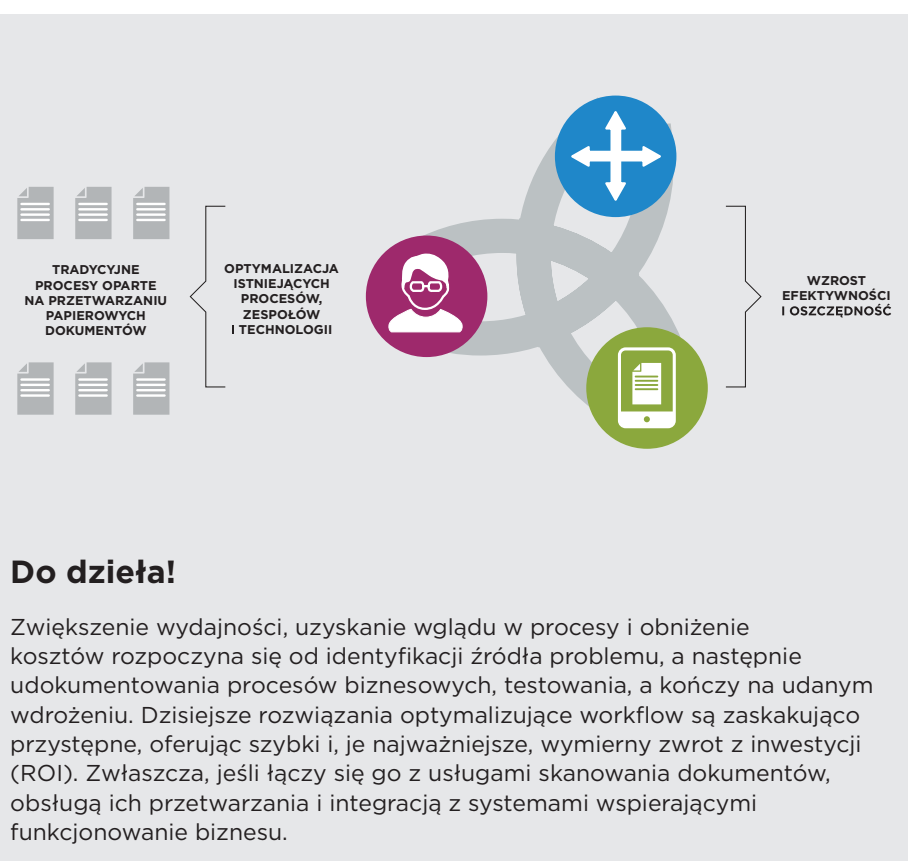 TRADYCYJNE
PROCESY OPARTE
NA PRZETWARZANIU
PAPIEROWYCH
DOKUMENTÓW
OPTYMALIZACJA
ISTNIEJĄCYCH
PROCESÓW,
ZESPOŁÓW
I TECHNOLOGII
WZROST
EFEKTYWNOŚCI
I OSZCZĘDNOŚĆ
Do dzieła!
Zwiększenie wydajności, uzyskanie wglądu w procesy i obniżenie
kosztów rozpoczyna się od identyfikacji źródła problemu, a następnie
udokumentowania procesów biznesowych, testowania, a kończy na udanym
wdrożeniu. Dzisiejsze rozwiązania optymalizujące workflow są zaskakująco
przystępne, oferując szybki i, je najważniejsze, wymierny zwrot z inwestycji
(ROI). Zwłaszcza, jeśli łączy się go z usługami skanowania dokumentów,
obsługą ich przetwarzania i integracją z systemami wspierającymi
funkcjonowanie biznesu.